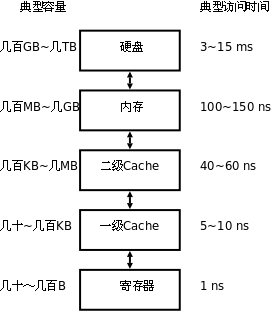 典型容量 典型访问时间
几百GB~几TB 硬盘 3~15 ms
几百MB~几GB 内存 100~150 ns
几百KB~几MB 二级Cache 40~60 ns
几十~几百KB 一级Cache 5~10 ns
几十～几百B 寄存器 1 ns